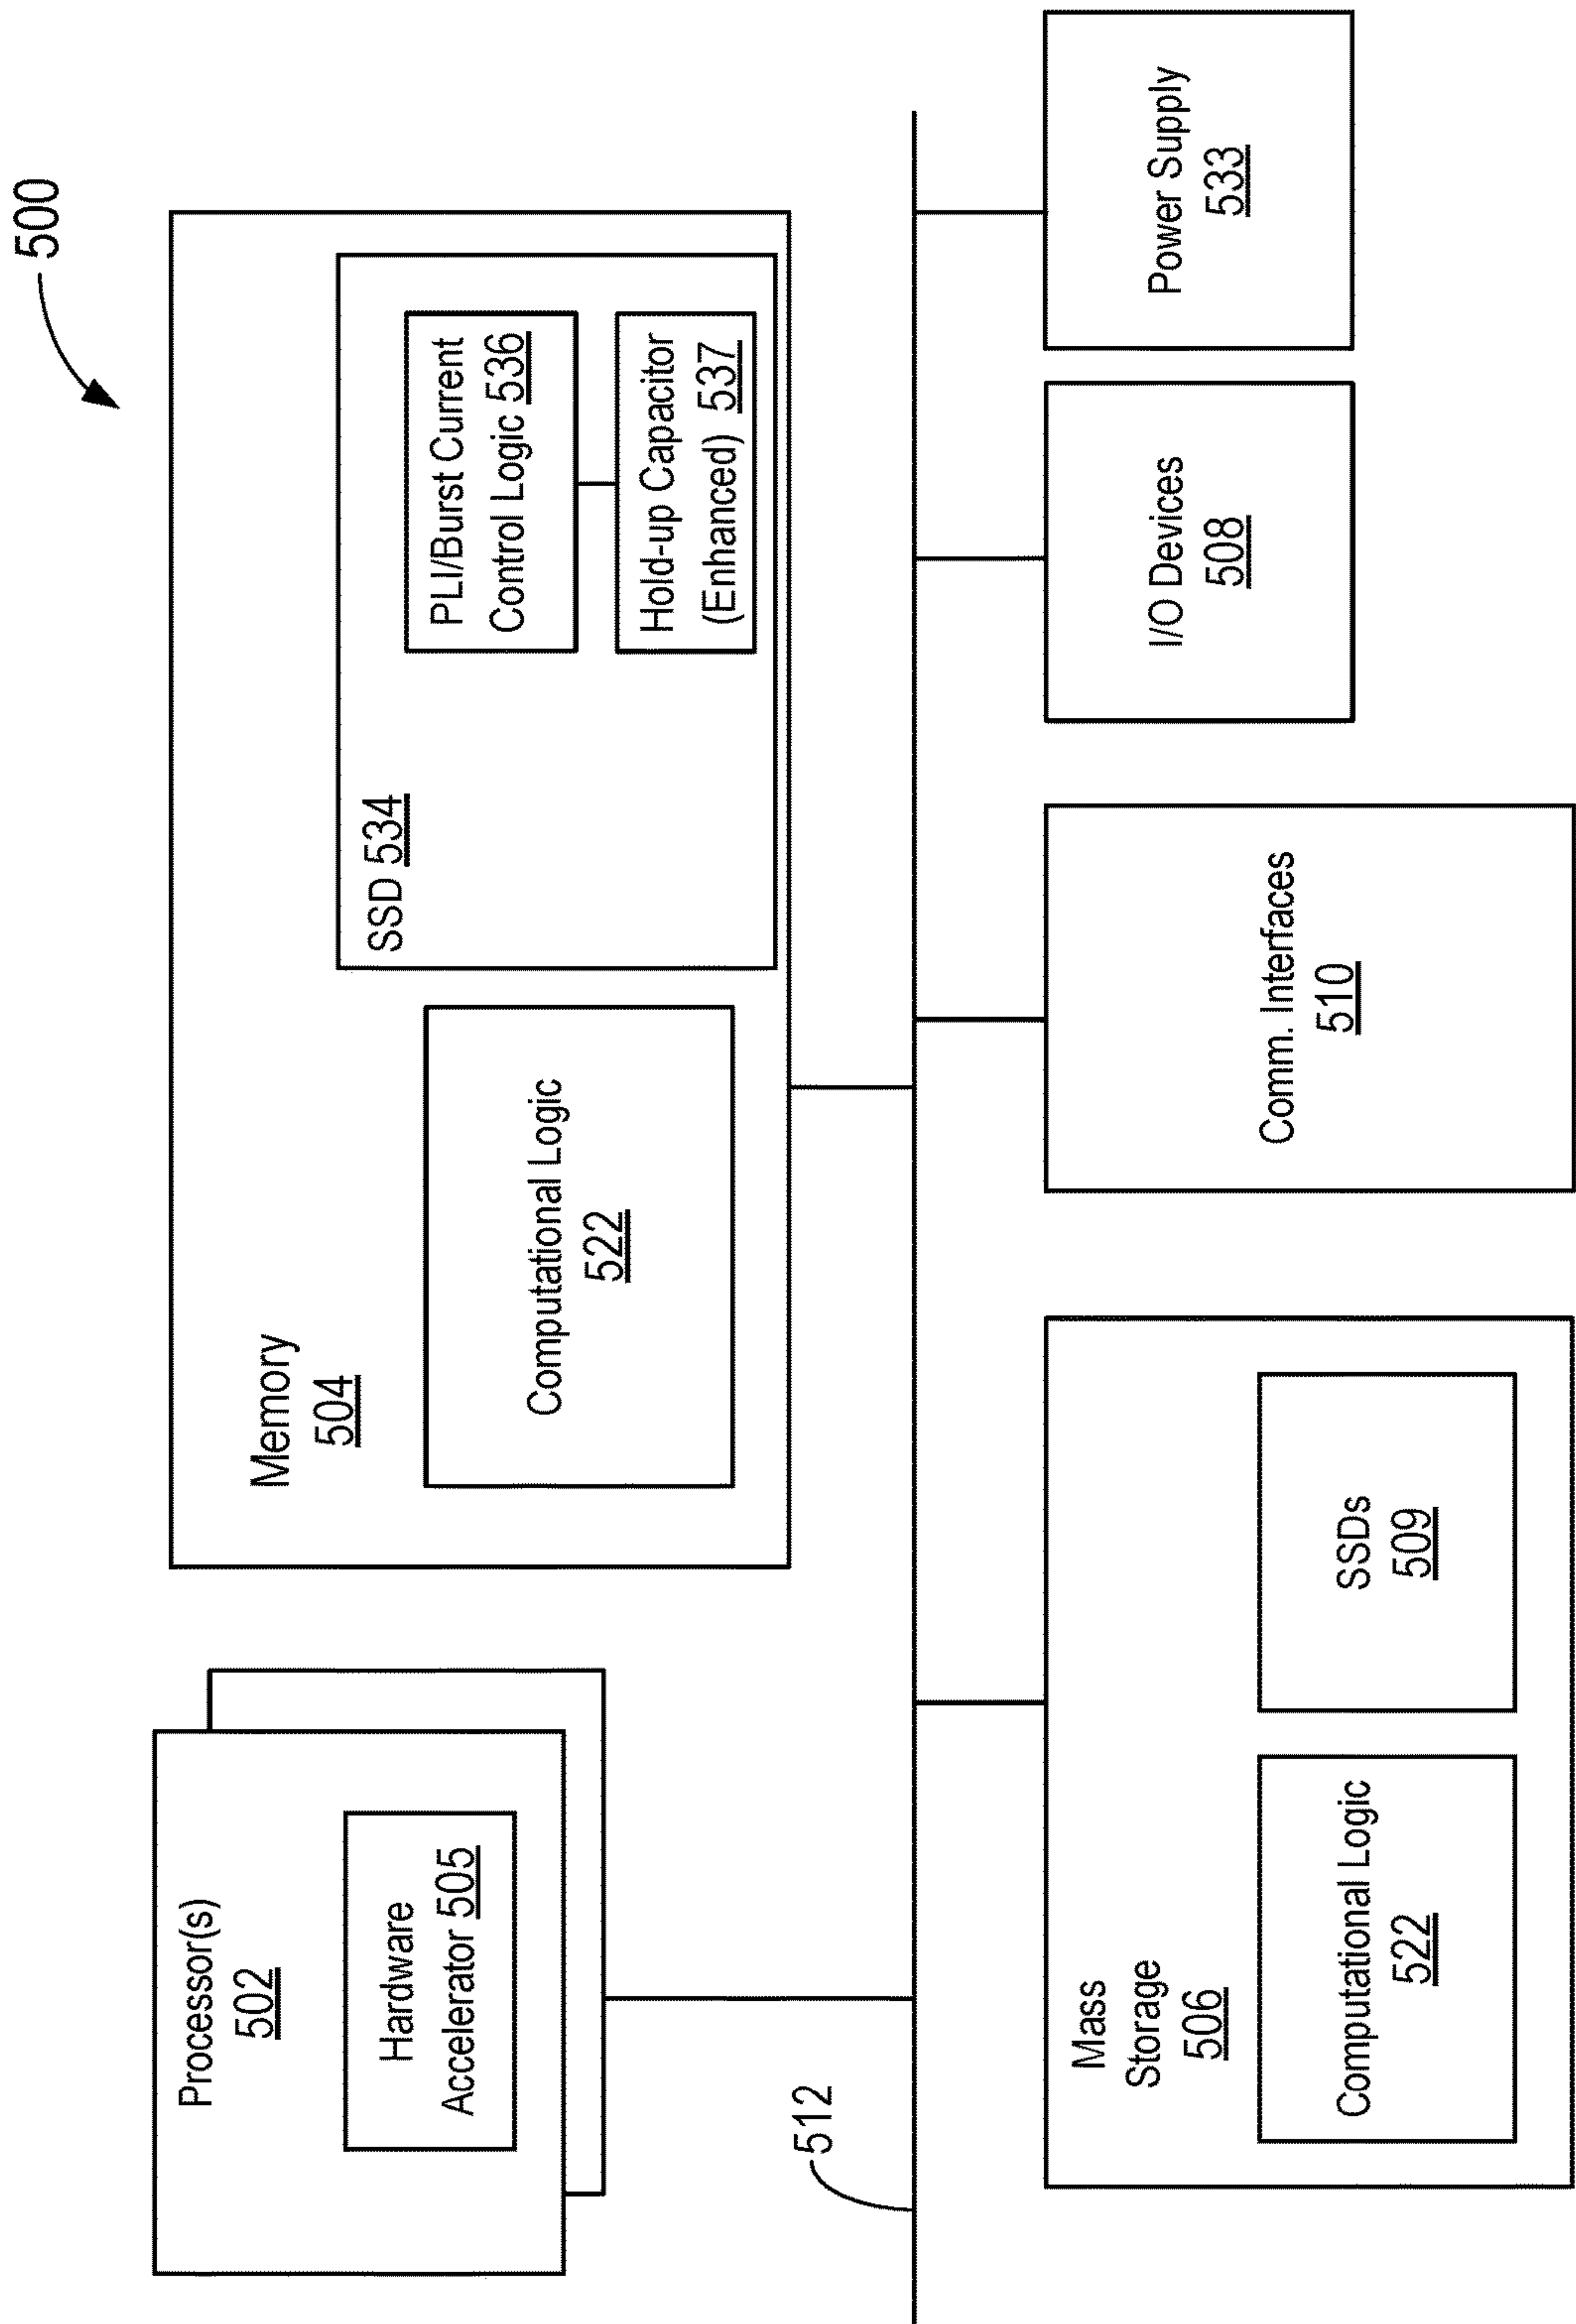 500
Processor(s)
502
Hardware
Accelerator 505
Memory
504
Computational Logic
522
SSD 534
PLI/Burst Current
Control Logic 536
Hold-up Capacitor
(Enhanced) 537
512
Mass
Storage
506
Computational Logic
522
SSDs
509
Comm. Interfaces
510
I/O Devices
508
Power Supply
533